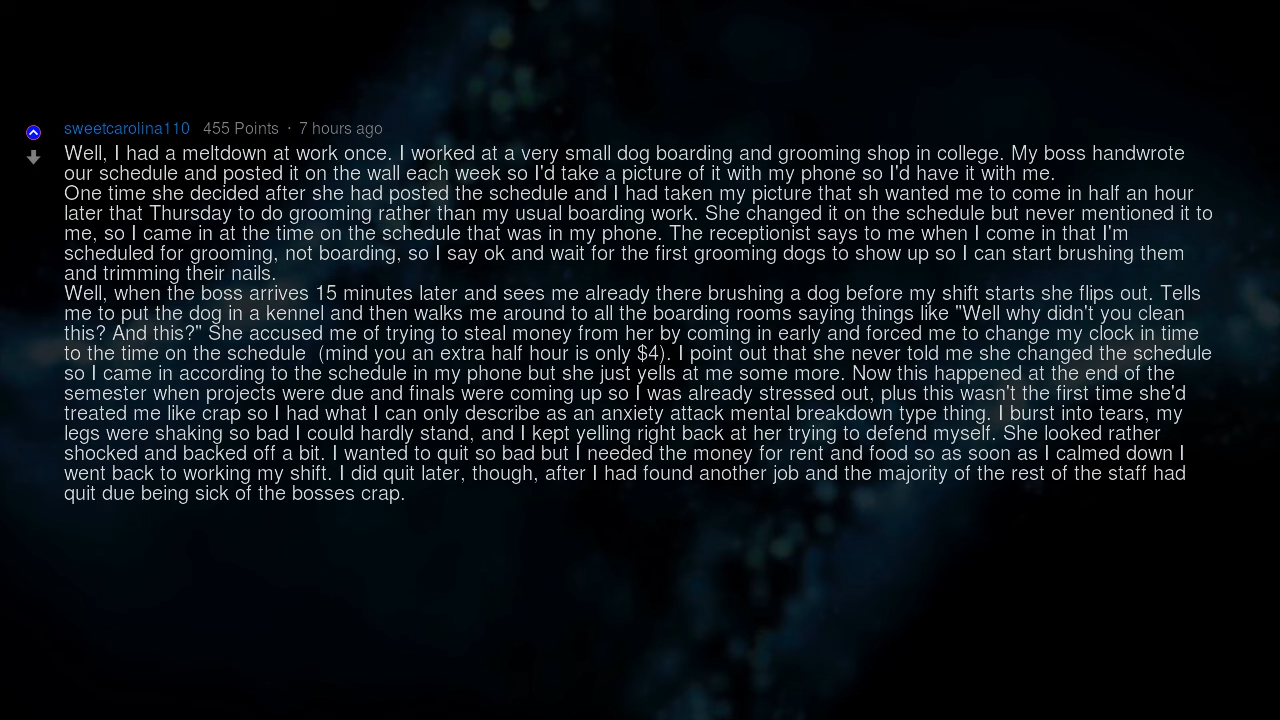 sweetcarolina110 455 Points · 7 hours ago
Well, I had a meltdown at work once. I worked at a very small dog boarding and grooming shop in college. My boss handwrote
our schedule and posted it on the wall each week so I'd take a picture of it with my phone so I'd have it with me.
One time she decided after she had posted the schedule and I had taken my picture that sh wanted me to come in half an hour
later that Thursday to do grooming rather than my usual boarding work. She changed it on the schedule but never mentioned it to
me, so I came in at the time on the schedule that was in my phone. The receptionist says to me when I come in that I'm
scheduled for grooming, not boarding, so I say ok and wait for the first grooming dogs to show up so I can start brushing them
and trimming their nails.
Well, when the boss arrives 15 minutes later and sees me already there brushing a dog before my shift starts she flips out. Tells
me to put the dog in a kennel and then walks me around to all the boarding rooms saying things like "Well why didn't you clean
this? And this?" She accused me of trying to steal money from her by coming in early and forced me to change my clock in time
to the time on the schedule  (mind you an extra half hour is only $4). I point out that she never told me she changed the schedule
so I came in according to the schedule in my phone but she just yells at me some more. Now this happened at the end of the
semester when projects were due and finals were coming up so I was already stressed out, plus this wasn't the first time she'd
treated me like crap so I had what I can only describe as an anxiety attack mental breakdown type thing. I burst into tears, my
legs were shaking so bad I could hardly stand, and I kept yelling right back at her trying to defend myself. She looked rather
shocked and backed off a bit. I wanted to quit so bad but I needed the money for rent and food so as soon as I calmed down I
went back to working my shift. I did quit later, though, after I had found another job and the majority of the rest of the staff had
quit due being sick of the bosses crap.